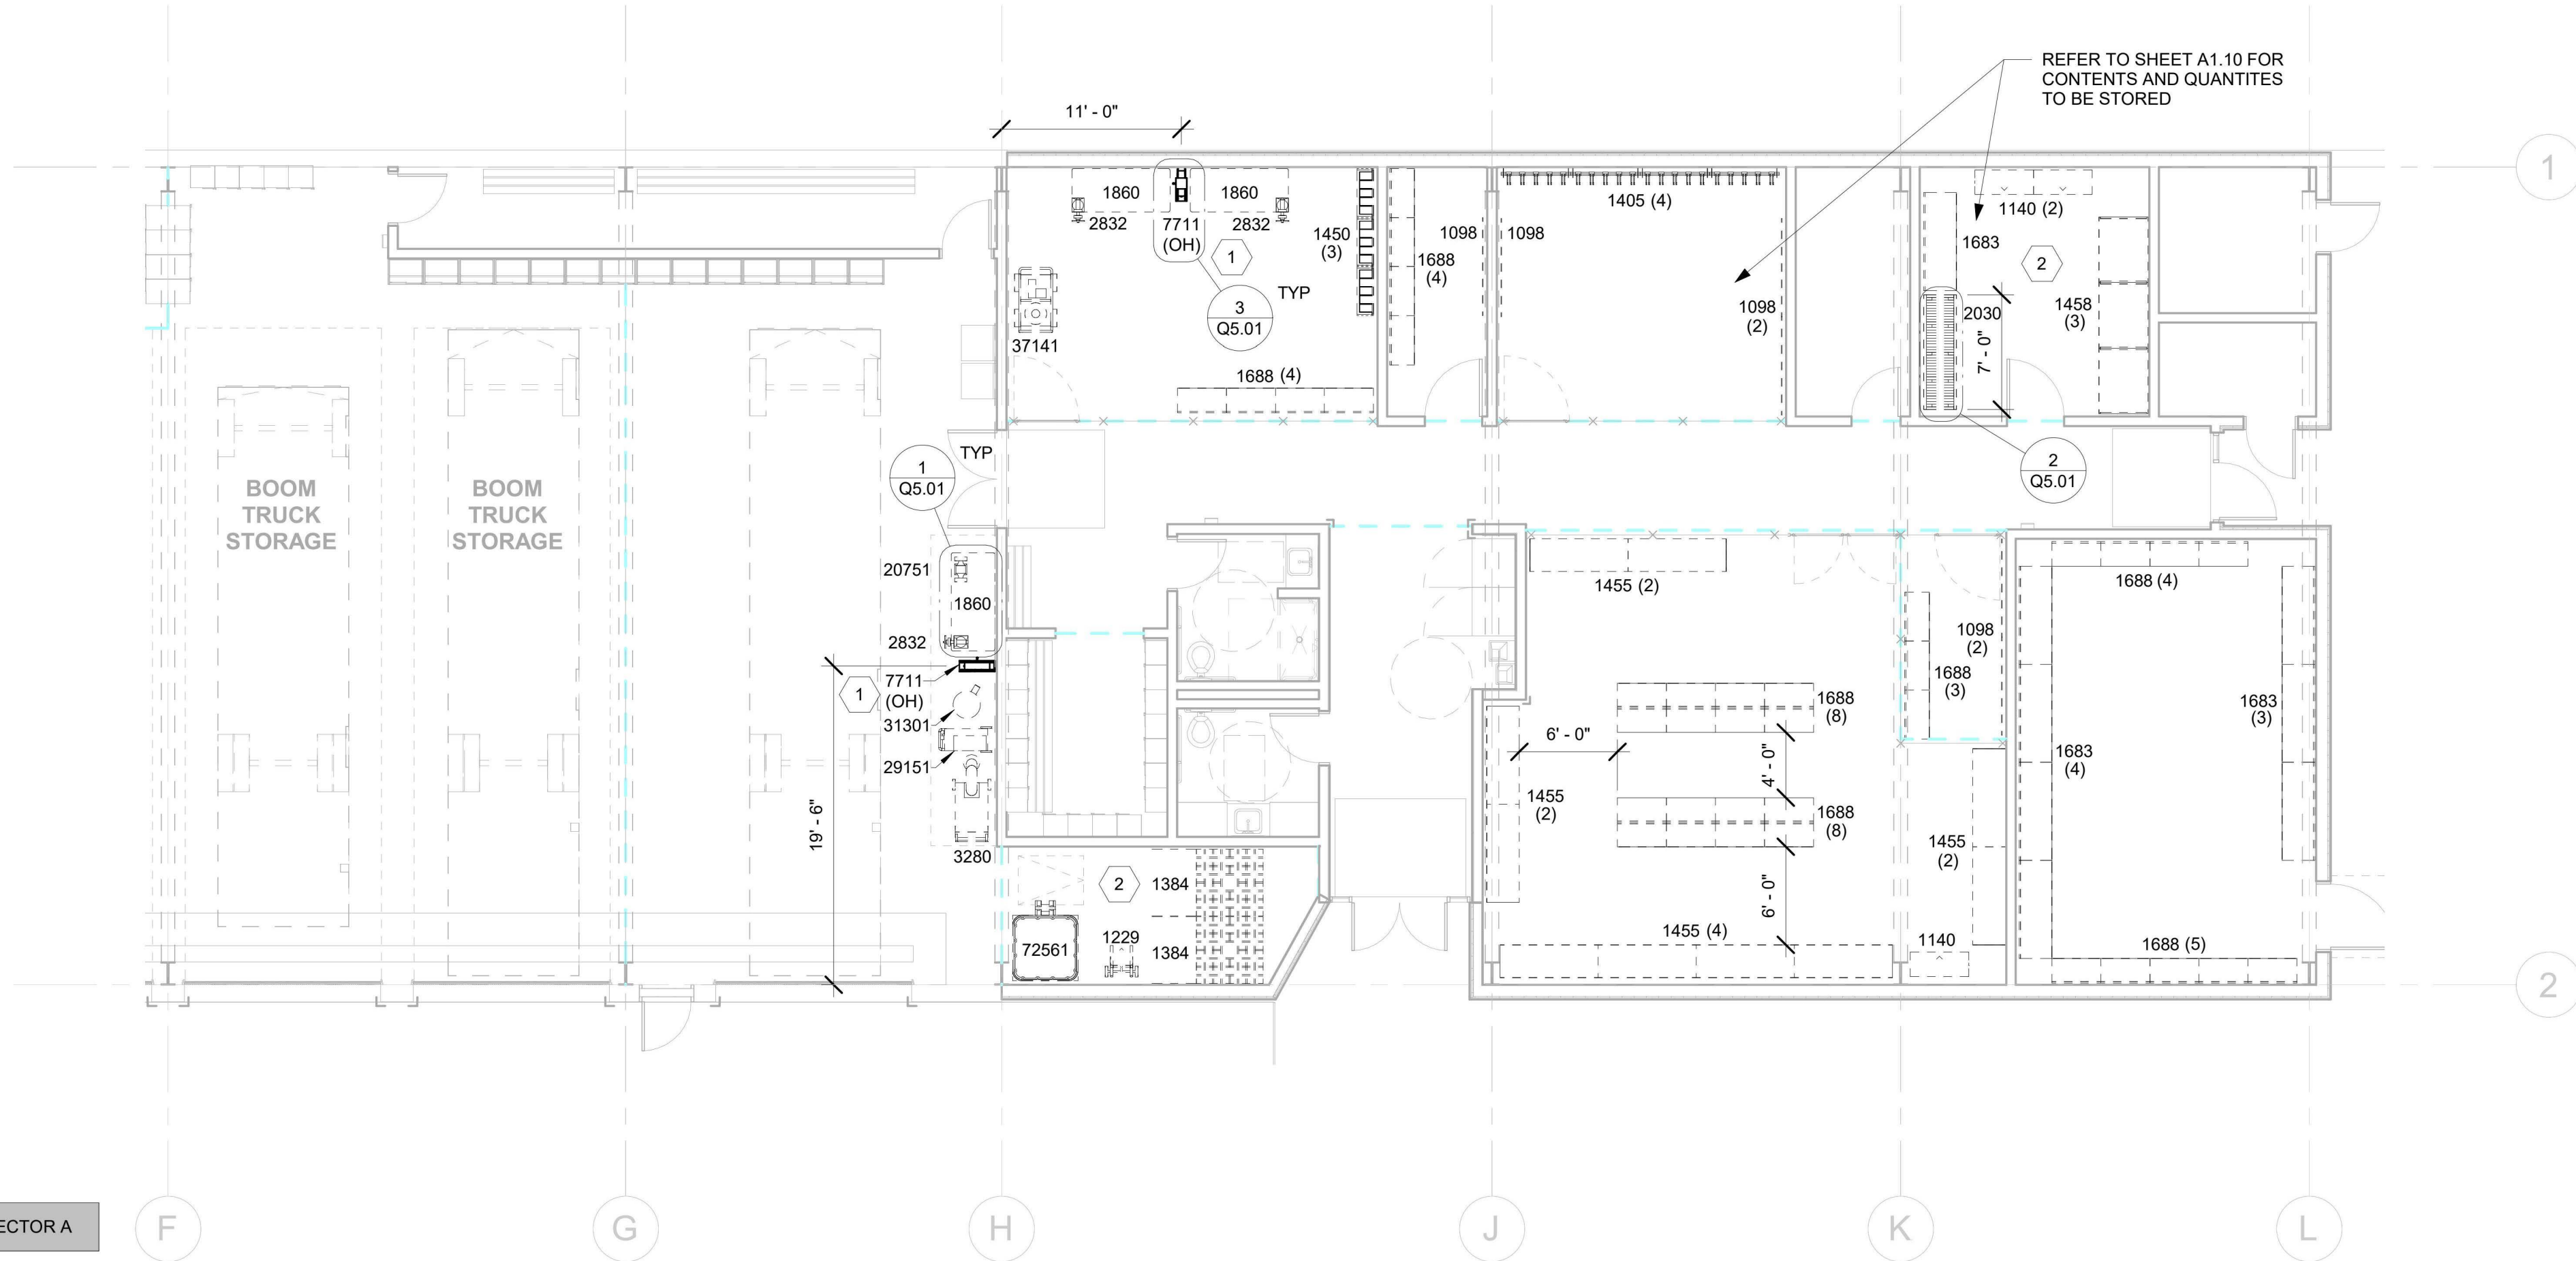 REFER TO SHEET A1.10 FOR
CONTENTS AND QUANTITES
TO BE STORED
11' - 0"
1
1860
1860
2832
7711
(OH)
2832
1
1450
(3)
1688
(4)
1098
1098
1405 (4)
1098
(2)
1140 (2)
1683
2
2030
7' - 0"
1458
(3)
3
Q5.01
TYP
37141
1688 (4)
TYP
1
Q5.01
2
Q5.01
BOOM
TRUCK
STORAGE
BOOM
TRUCK
STORAGE
20751
1860
2832
1
7711
(OH)
31301
29151
3280
19' - 6"
1455 (2)
1098
(2)
1688
(3)
1688 (4)
1688
(8)
6' - 0"
4' - 0"
1688
(8)
1455
(2)
6' - 0"
1455
(2)
1683
(4)
1683
(3)
2
1384
1384
72561
1229
1455 (4)
1140
1688 (5)
2
ECTOR A
F
G
H
J
K
L